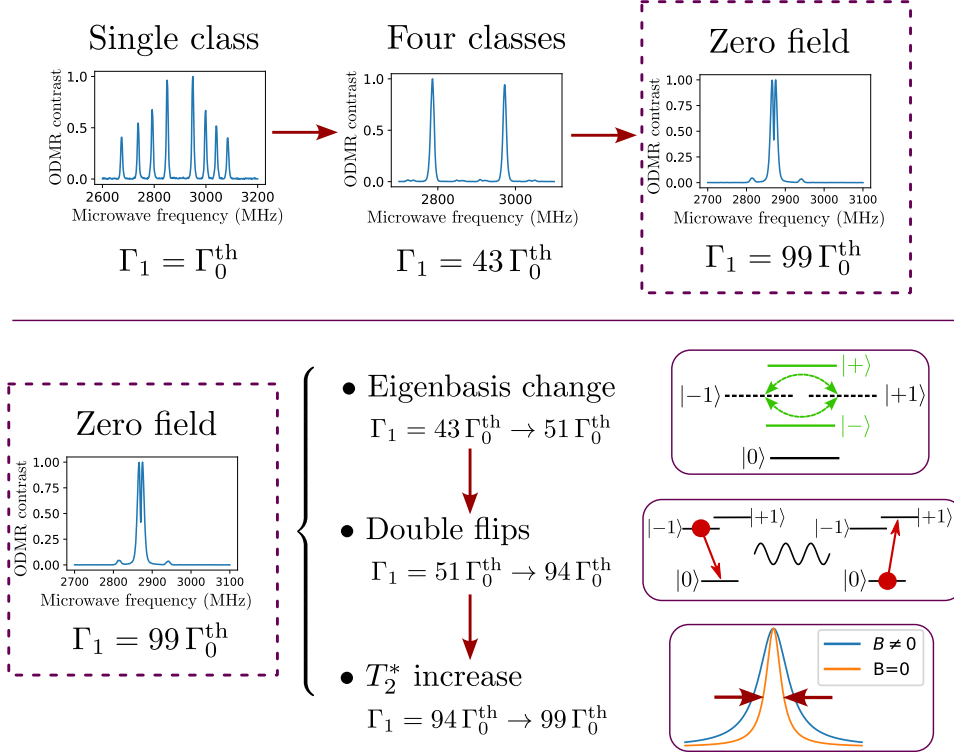 Single class
Four classes
Zero field
ODMR contrast
1.0
0.5
0.0
2600 2800 3000 3200
Microwave frequency (MHz)
Γ₁ = Γ₀ᵗʰ
ODMR contrast
1.0
0.5
0.0
3000
Microwave frequency (MHz)
Γ₁ = 43 Γ₀ᵗʰ
ODMR contrast
1.00
0.75
0.50
0.25
0.00
2700 2800 2900 3000 3100
Microwave frequency (MHz)
Γ₁ = 99 Γ₀ᵗʰ
Zero field
ODMR contrast
1.00
0.75
0.50
0.25
0.00
2700 2800 2900 3000 3100
Microwave frequency (MHz)
Γ₁ = 99 Γ₀ᵗʰ
• Eigenbasis change
Γ₁ = 43 Γ₀ᵗʰ → 51 Γ₀ᵗʰ
• Double flips
Γ₁ = 51 Γ₀ᵗʰ → 94 Γ₀ᵗʰ
• T₂* increase
Γ₁ = 94 Γ₀ᵗʰ → 99 Γ₀ᵗʰ
|+⟩
|−1⟩ |+1⟩
|−⟩
|0⟩
|−1⟩ |+1⟩
|0⟩
|−1⟩ |+1⟩
|0⟩
B ≠ 0
B=0